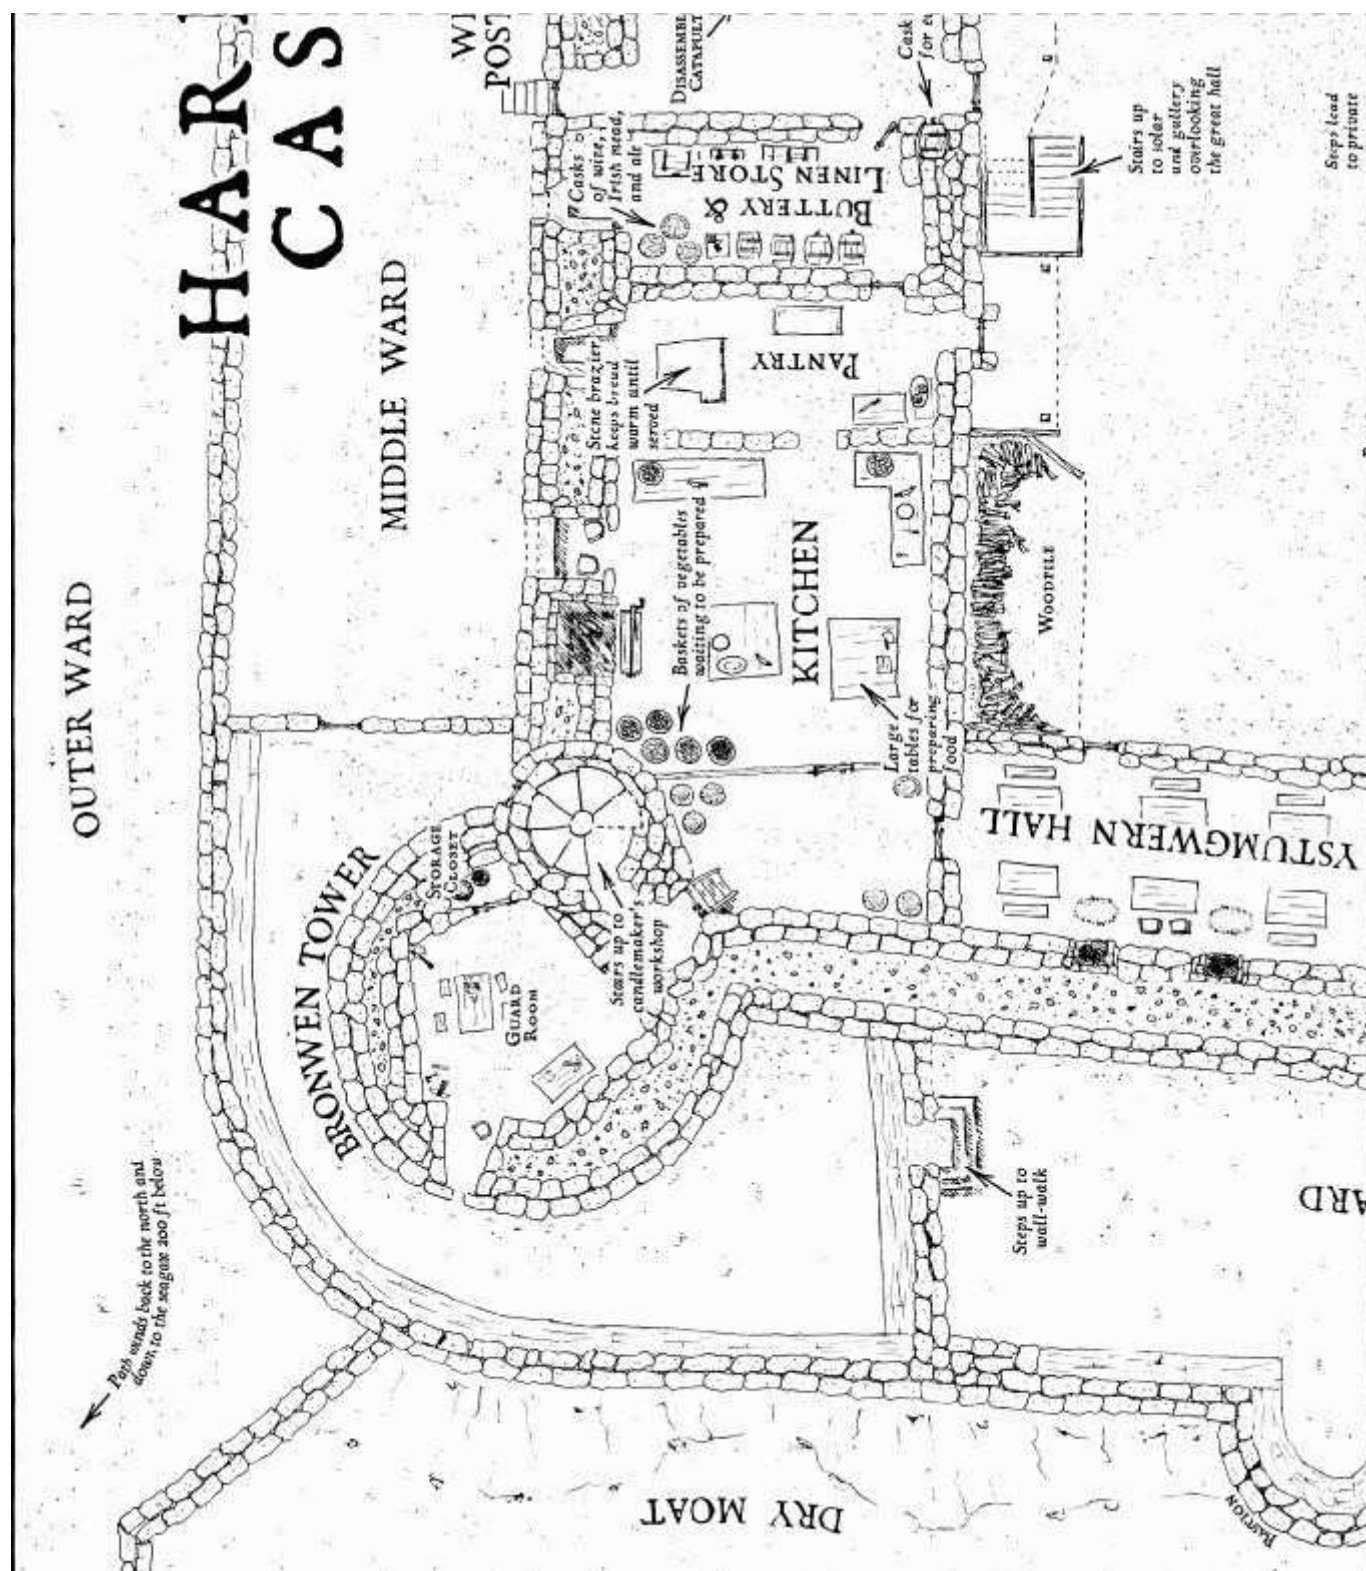 HAR
CAS
OUTER WARD
MIDDLE WARD
POST
DISASSEMBLE
CATAPULT
Cask
for
Casks
of wine,
Irish mead,
and ale
BUTTERY &
LINEN STORE
Stairs up
to solar
and gallery
overlooking
the great hall
Steps lead
to private
Stone brazier
keeps bread
warm until
served
PANTRY
Baskets of vegetables
waiting to be prepared
KITCHEN
Large
tables for
preparing
food
WOODPILE
YSTUMGWERN HALL
BRONWEN TOWER
STORAGE
CLOSET
GUARD
ROOM
Stairs up to
candlemaker's
workshop
Steps up to
wall-walk
ARD
Path winds back to the north and
down to the seagate 200 ft below
DRY MOAT
BASTION